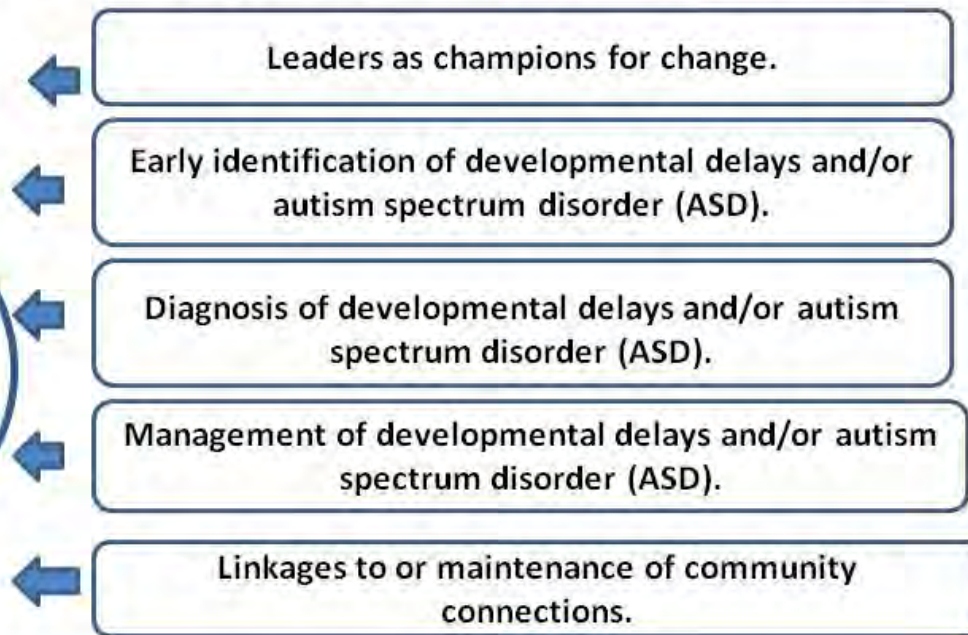 Leaders as champions for change.
Early identification of developmental delays and/or
autism spectrum disorder (ASD).
Diagnosis of developmental delays and/or autism
spectrum disorder (ASD).
Management of developmental delays and/or autism
spectrum disorder (ASD).
Linkages to or maintenance of community
connections.